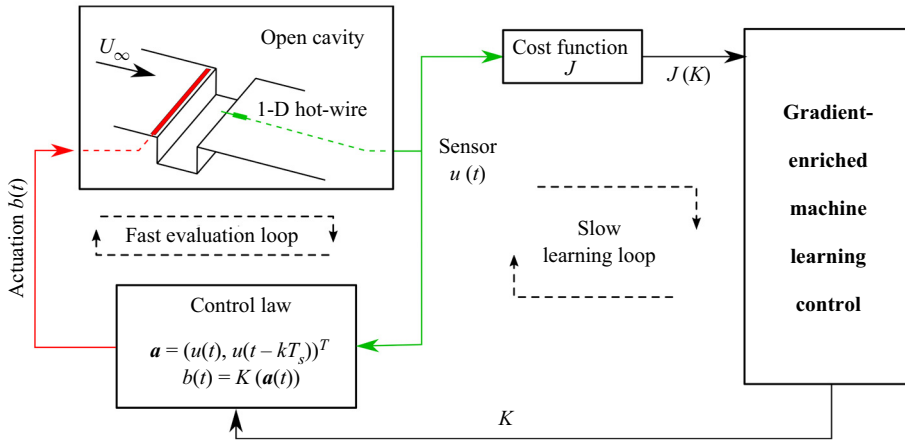 Open cavity
U∞
1-D hot-wire
Actuation b(t)
Sensor
u (t)
Cost function
J
J (K)
Gradient-
enriched
machine
learning
control
Fast evaluation loop
Slow
learning loop
Control law
a = (u(t), u(t − kTs))T
b(t) = K (a(t))
K